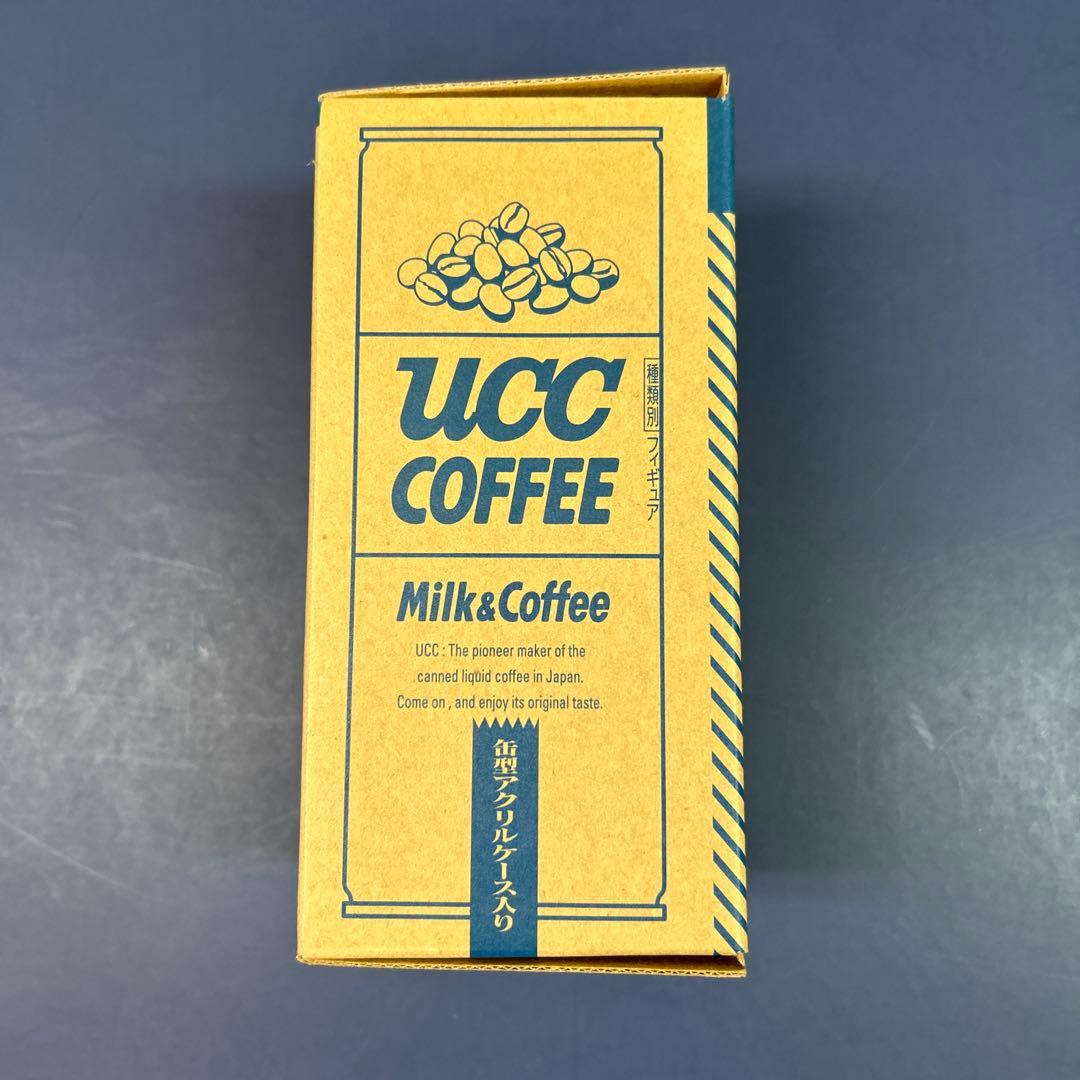 UCC
COFFEE
種類別 フィギュア
Milk&Coffee
UCC : The pioneer maker of the
canned liquid coffee in Japan.
Come on , and enjoy its original taste.
缶型アクリルケース入り